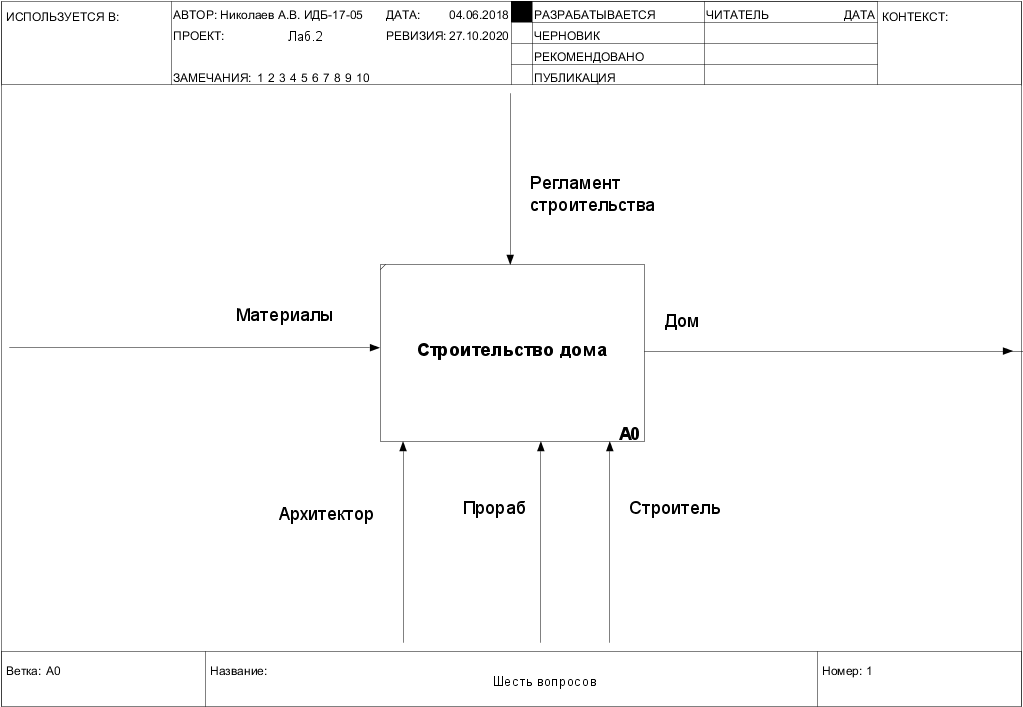 ИСПОЛЬЗУЕТСЯ В:
АВТОР: Николаев А.В. ИДБ-17-05
ДАТА: 04.06.2018
ПРОЕКТ: Лаб.2
РЕВИЗИЯ: 27.10.2020
ЗАМЕЧАНИЯ: 1 2 3 4 5 6 7 8 9 10
РАЗРАБАТЫВАЕТСЯ
ЧЕРНОВИК
РЕКОМЕНДОВАНО
ПУБЛИКАЦИЯ
ЧИТАТЕЛЬ ДАТА
КОНТЕКСТ:
Регламент
строительства
Материалы
Дом
Строительство дома
A0
Архитектор
Прораб
Строитель
Ветка: A0
Название:
Шесть вопросов
Номер: 1